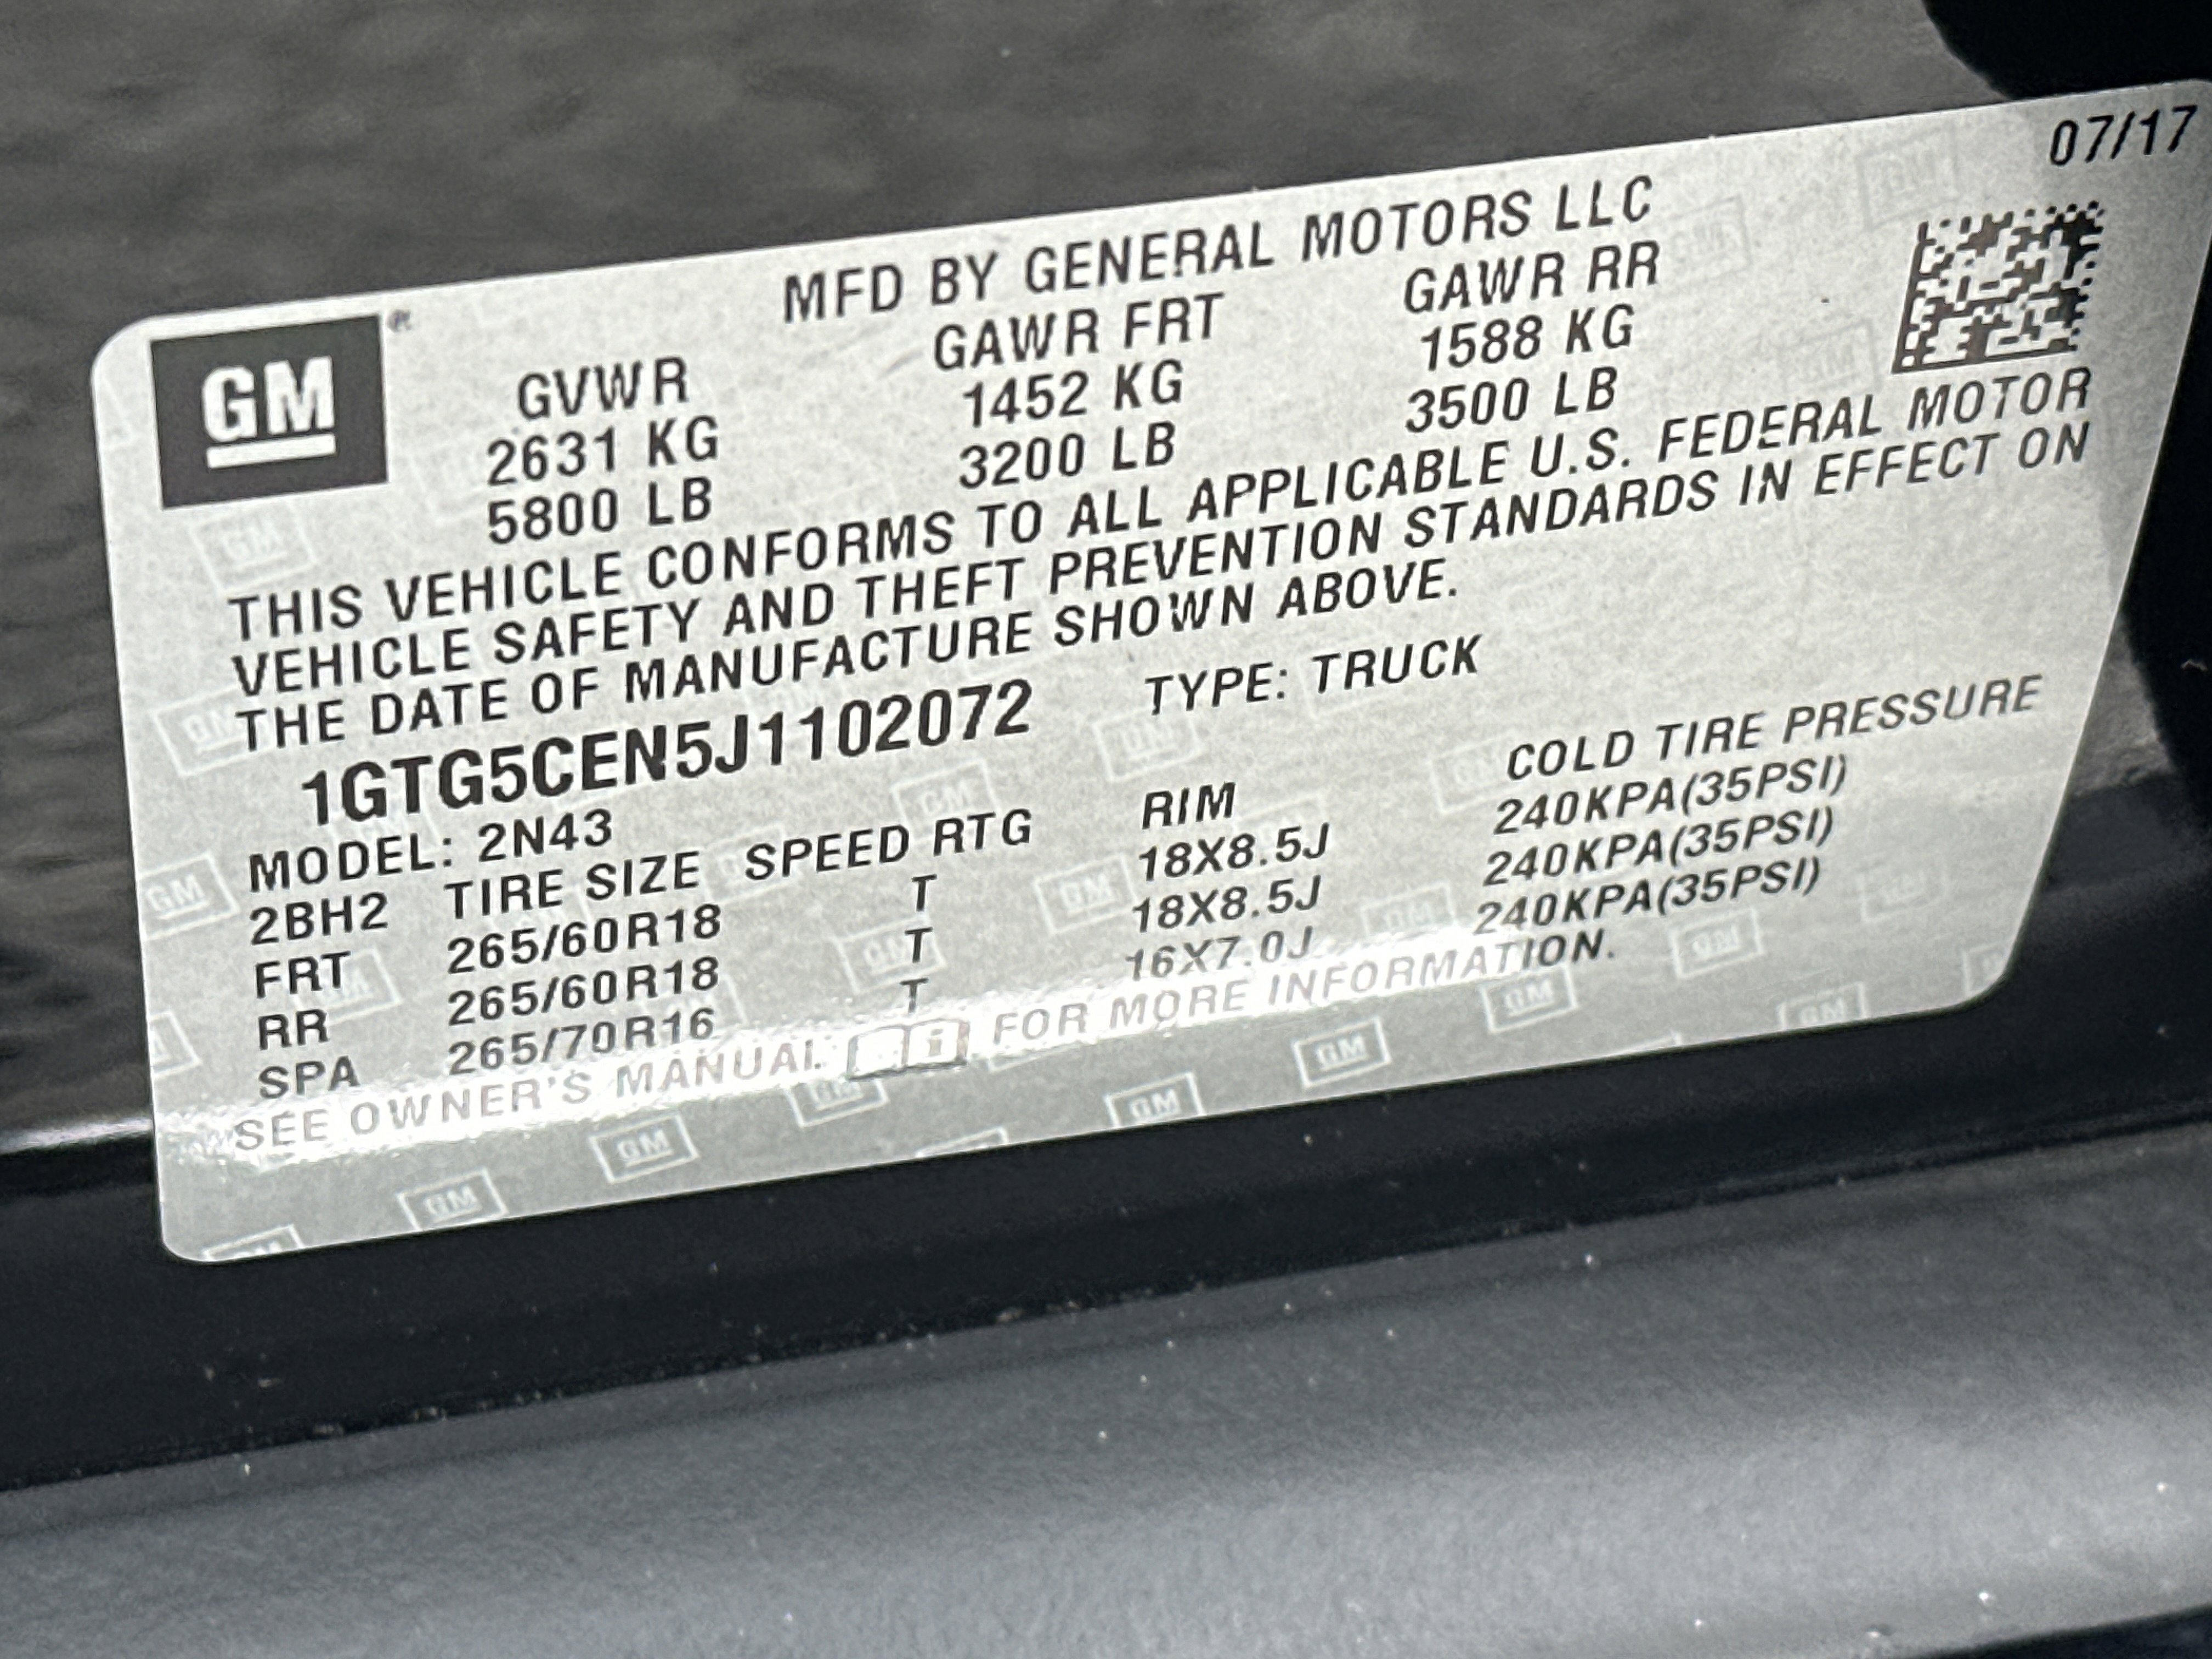 07/17
MFD BY GENERAL MOTORS LLC
GM
GVWR GAWR FRT GAWR RR
2631 KG 1452 KG 1588 KG
5800 LB 3200 LB 3500 LB
THIS VEHICLE CONFORMS TO ALL APPLICABLE U.S. FEDERAL MOTOR
VEHICLE SAFETY AND THEFT PREVENTION STANDARDS IN EFFECT ON
THE DATE OF MANUFACTURE SHOWN ABOVE.
1GTG5CEN5J1102072 TYPE: TRUCK
MODEL: 2N43
2BH2 TIRE SIZE SPEED RTG RIM COLD TIRE PRESSURE
FRT 265/60R18 T 18X8.5J 240KPA(35PSI)
RR 265/60R18 T 18X8.5J 240KPA(35PSI)
SPA 265/70R16 T 16X7.0J 240KPA(35PSI)
SEE OWNER'S MANUAL FOR MORE INFORMATION.